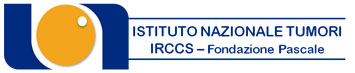 ISTITUTO NAZIONALE TUMORI
IRCCS – Fondazione Pascale